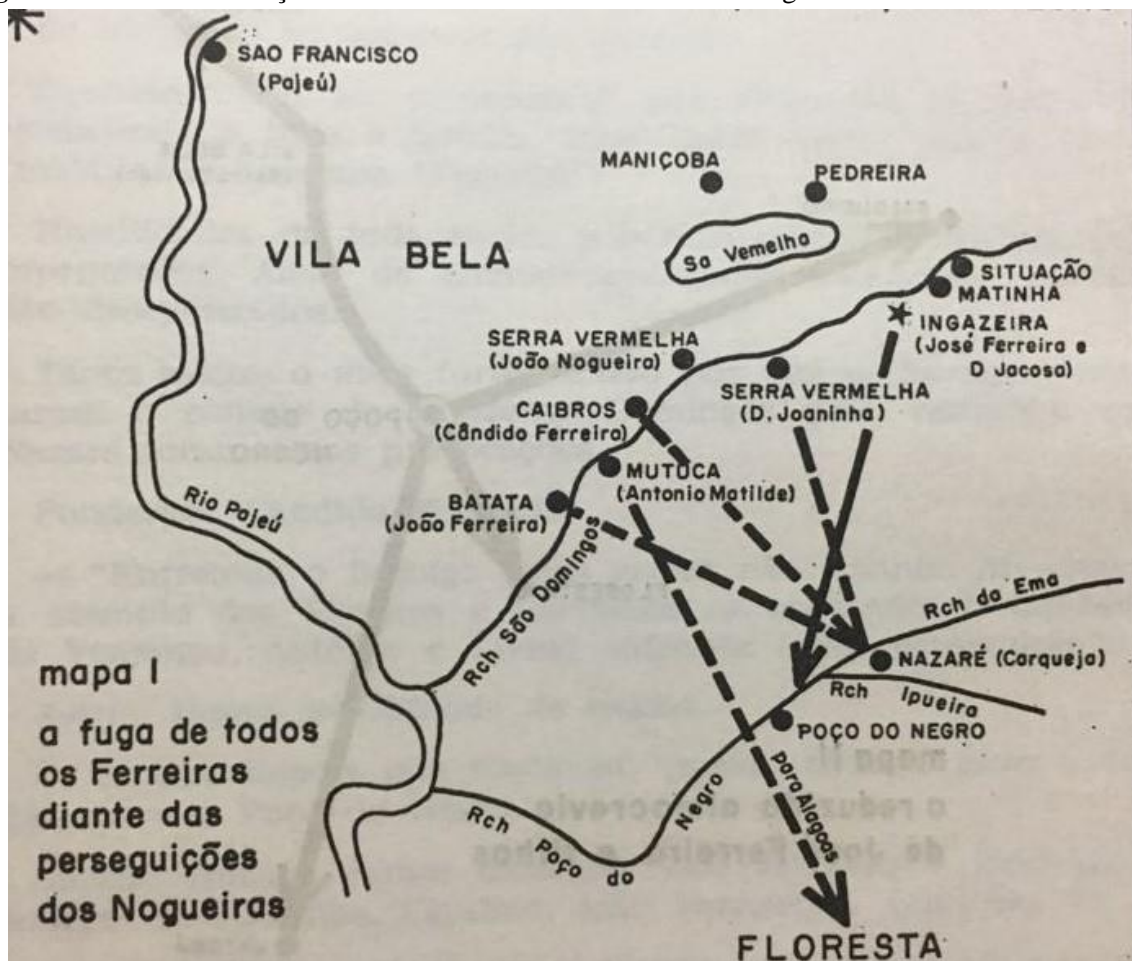 SAO FRANCISCO
(Pajeú)
MANIÇOBA
PEDREIRA
VILA BELA
Sa Vemelha
SITUAÇÃO
MATINHA
INGAZEIRA
(José Ferreira e
D Jacosa)
SERRA VERMELHA
(João Nogueira)
SERRA VERMELHA
(D. Joaninha)
CAIBROS
(Cândido Ferreira)
MUTUCA
(Antonio Matilde)
BATATA
(João Ferreira)
Rio Pajeú
Rch São Domingos
Rch da Ema
NAZARÉ (Carqueja)
Rch Ipueira
POÇO DO NEGRO
Rch Poço do Negro
para Alagoas
FLORESTA
mapa I
a fuga de todos
os Ferreiras
diante das
perseguições
dos Nogueiras